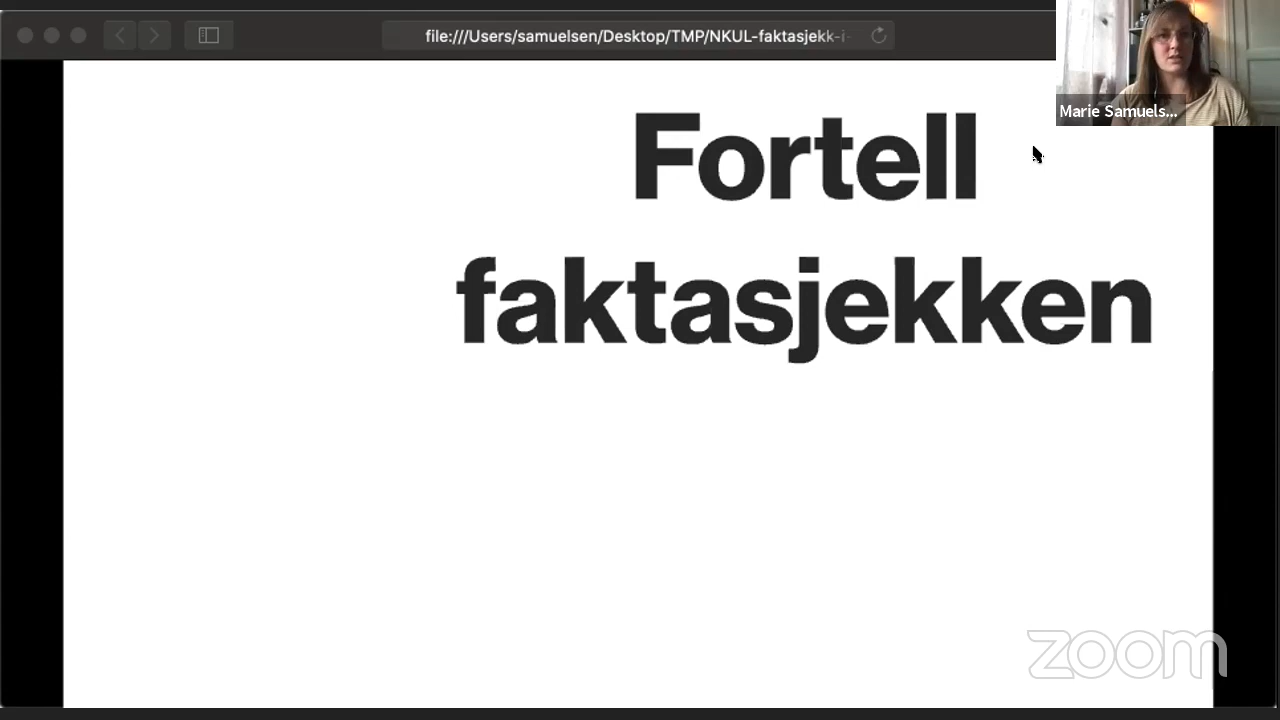 file:///Users/samuelsen/Desktop/TMP/NKUL-faktasjekk-i-
Marie Samuels...
Fortell
faktasjekken
zoom